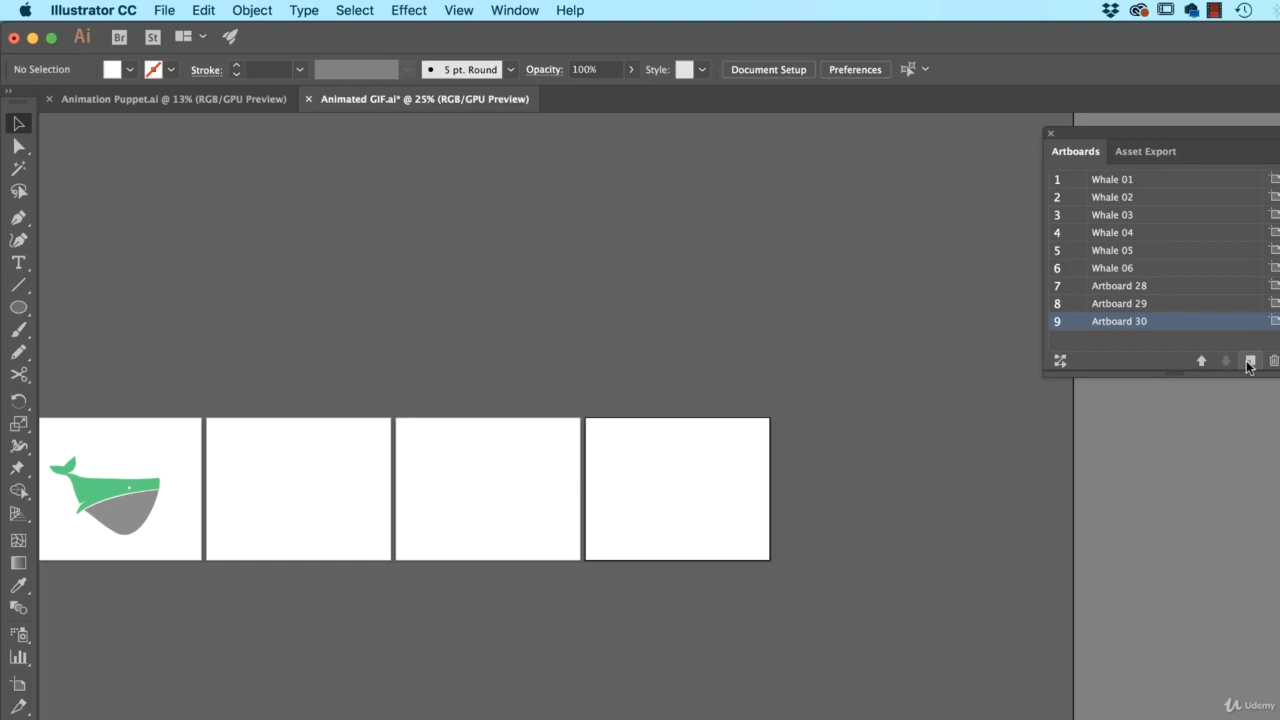 Illustrator CC File Edit Object Type Select Effect View Window Help
Ai Br St
No Selection Stroke: 5 pt. Round Opacity: 100% Style: Document Setup Preferences
Animation Puppet.ai @ 13% (RGB/GPU Preview) Animated GIF.ai* @ 25% (RGB/GPU Preview)
Artboards Asset Export
1 Whale 01
2 Whale 02
3 Whale 03
4 Whale 04
5 Whale 05
6 Whale 06
7 Artboard 28
8 Artboard 29
9 Artboard 30
Udemy